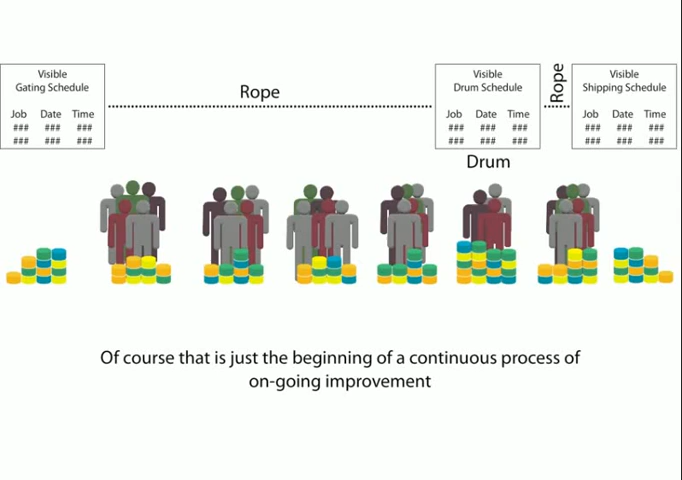 Visible
Gating Schedule
Job Date Time
### ### ###
### ### ###
Rope
Visible
Drum Schedule
Job Date Time
### ### ###
### ### ###
Rope
Visible
Shipping Schedule
Job Date Time
### ### ###
### ### ###
Drum
Of course that is just the beginning of a continuous process of
on-going improvement